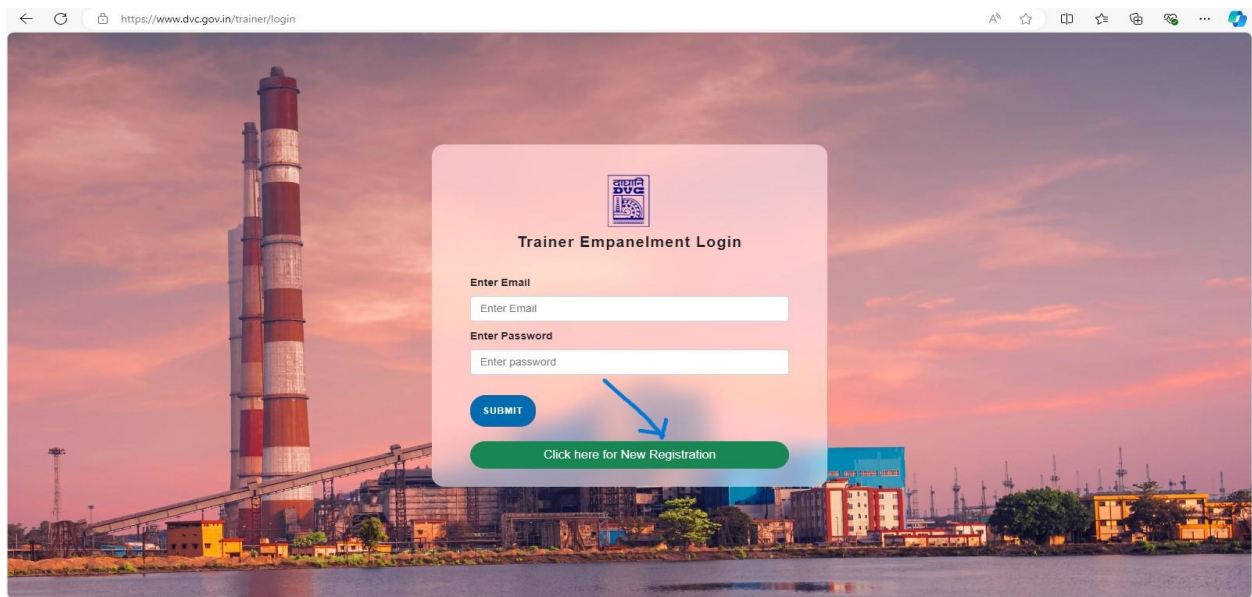 https://www.dvc.gov.in/trainer/login
दाघानि
DVC
Trainer Empanelment Login
Enter Email
Enter Email
Enter Password
Enter password
SUBMIT
Click here for New Registration